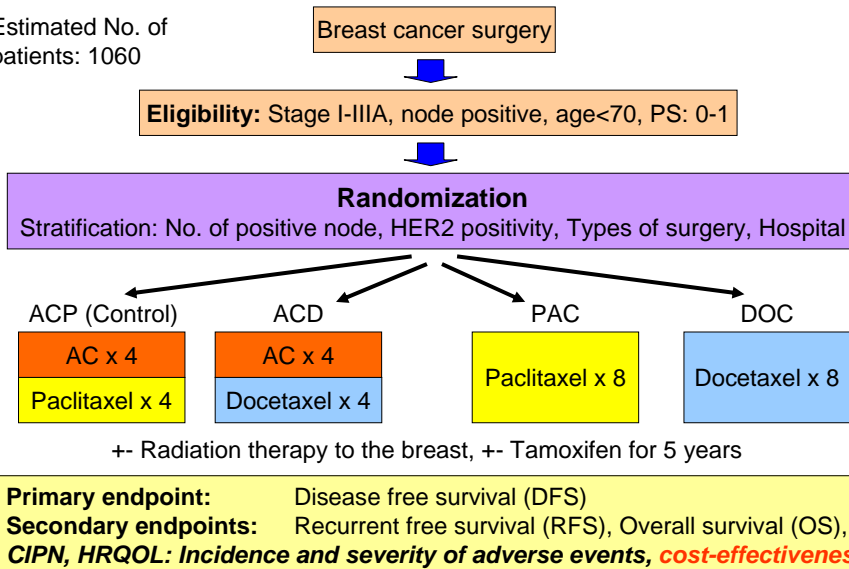 Estimated No. of
patients: 1060
Breast cancer surgery
Eligibility: Stage I-IIIA, node positive, age<70, PS: 0-1
Randomization
Stratification: No. of positive node, HER2 positivity, Types of surgery, Hospital
ACP (Control)
AC x 4
Paclitaxel x 4
ACD
AC x 4
Docetaxel x 4
PAC
Paclitaxel x 8
DOC
Docetaxel x 8
+- Radiation therapy to the breast, +- Tamoxifen for 5 years
Primary endpoint: Disease free survival (DFS)
Secondary endpoints: Recurrent free survival (RFS), Overall survival (OS),
CIPN, HRQOL: Incidence and severity of adverse events, cost-effectivenes